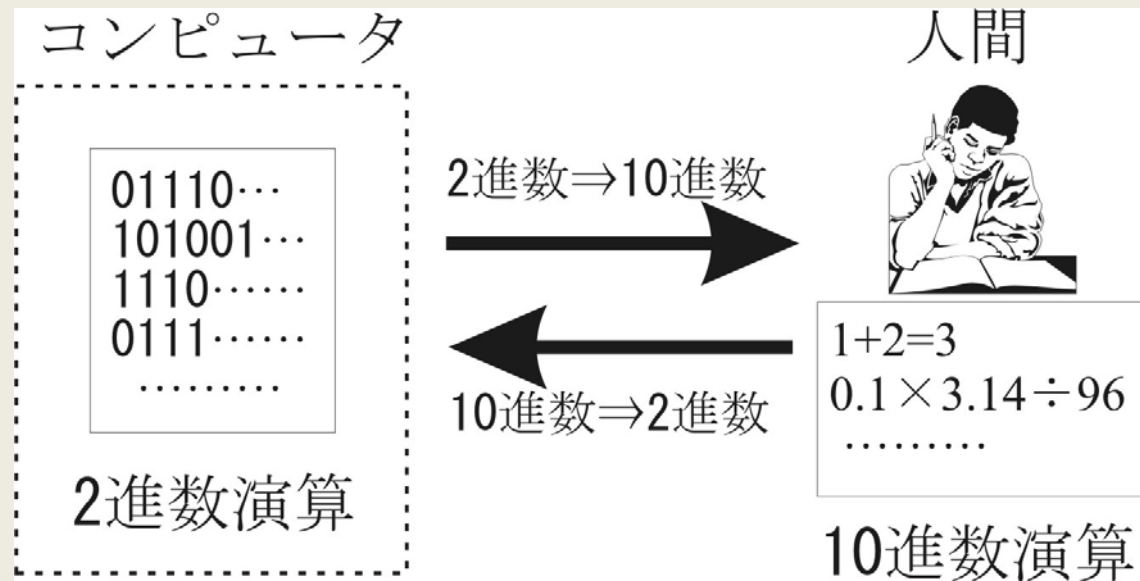 コンピュータ
01110…
101001…
1110……
0111……
………
2進数演算
2進数⇒10進数
10進数⇒2進数
人間
1+2=3
0.1×3.14÷96
………
10進数演算